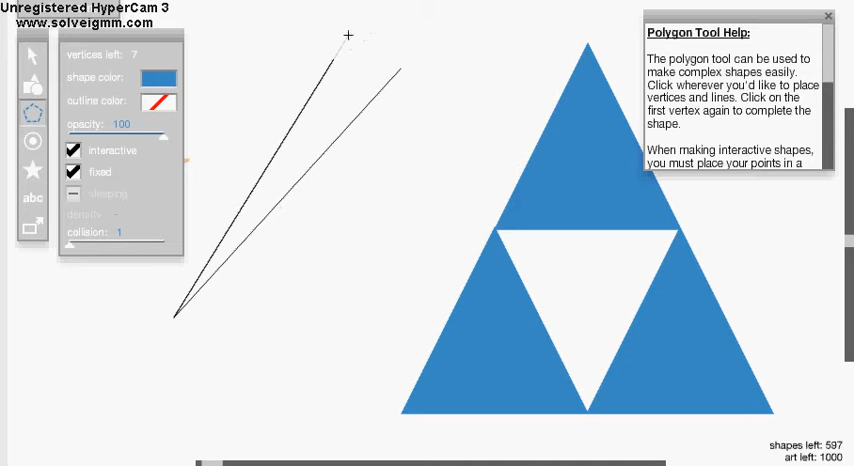 Unregistered HyperCam 3
www.solveigmm.com
vertices left: 7
shape color:
outline color:
opacity: 100
interactive
fixed
sleeping
density: -
collision: 1
abc
Polygon Tool Help:
The polygon tool can be used to
make complex shapes easily.
Click wherever you'd like to place
vertices and lines. Click on the
first vertex again to complete the
shape.
When making interactive shapes,
you must place your points in a
shapes left: 597
art left: 1000